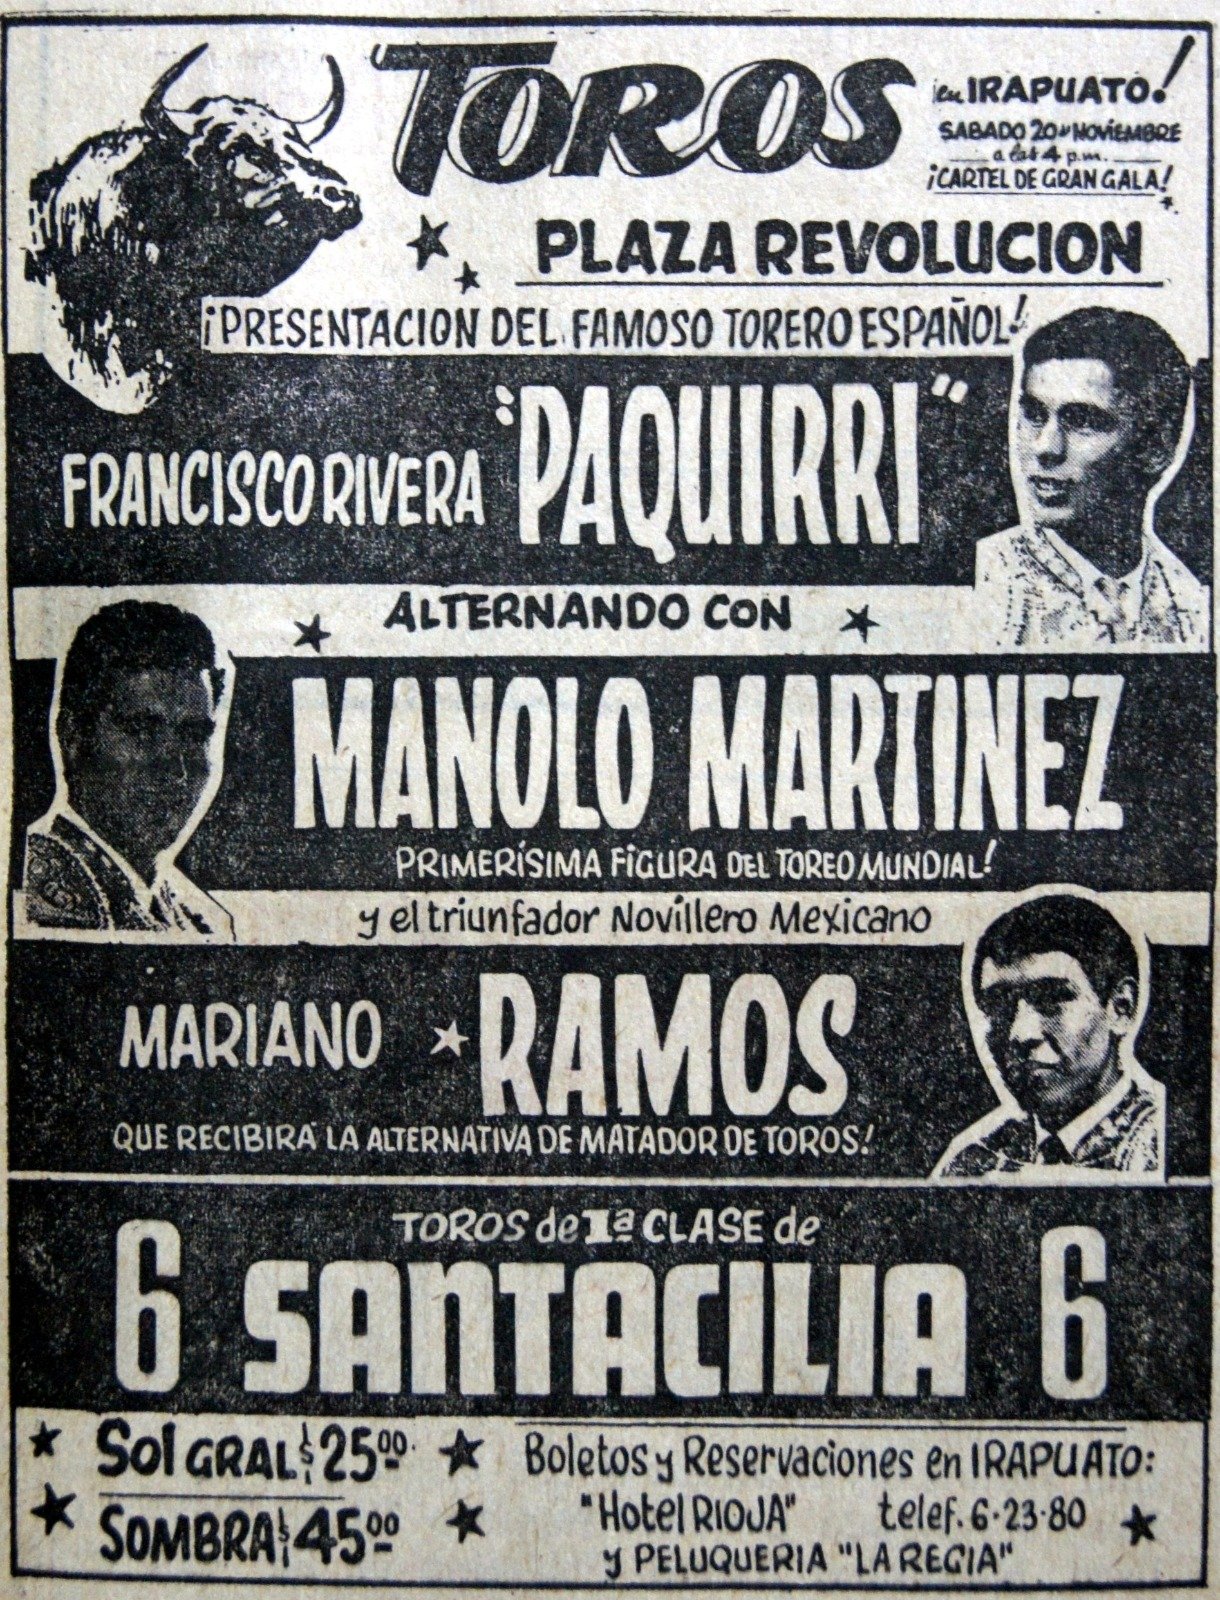 TOROS
en IRAPUATO!
SABADO 20 de NOVIEMBRE
a las 4 p.m.
¡CARTEL DE GRAN GALA!
PLAZA REVOLUCION
¡PRESENTACION DEL FAMOSO TORERO ESPAÑOL!
FRANCISCO RIVERA "PAQUIRRI"
ALTERNANDO CON
MANOLO MARTINEZ
PRIMERÍSIMA FIGURA DEL TOREO MUNDIAL!
y el triunfador Novillero Mexicano
MARIANO RAMOS
QUE RECIBIRÁ LA ALTERNATIVA DE MATADOR DE TOROS!
TOROS de 1a CLASE de
6 SANTACILIA 6
Sol GRAL. $25.00
SOMBRA $45.00
Boletos y Reservaciones en IRAPUATO:
"Hotel RIOJA" telef. 6-23-80
y PELUQUERIA "LA REGIA"